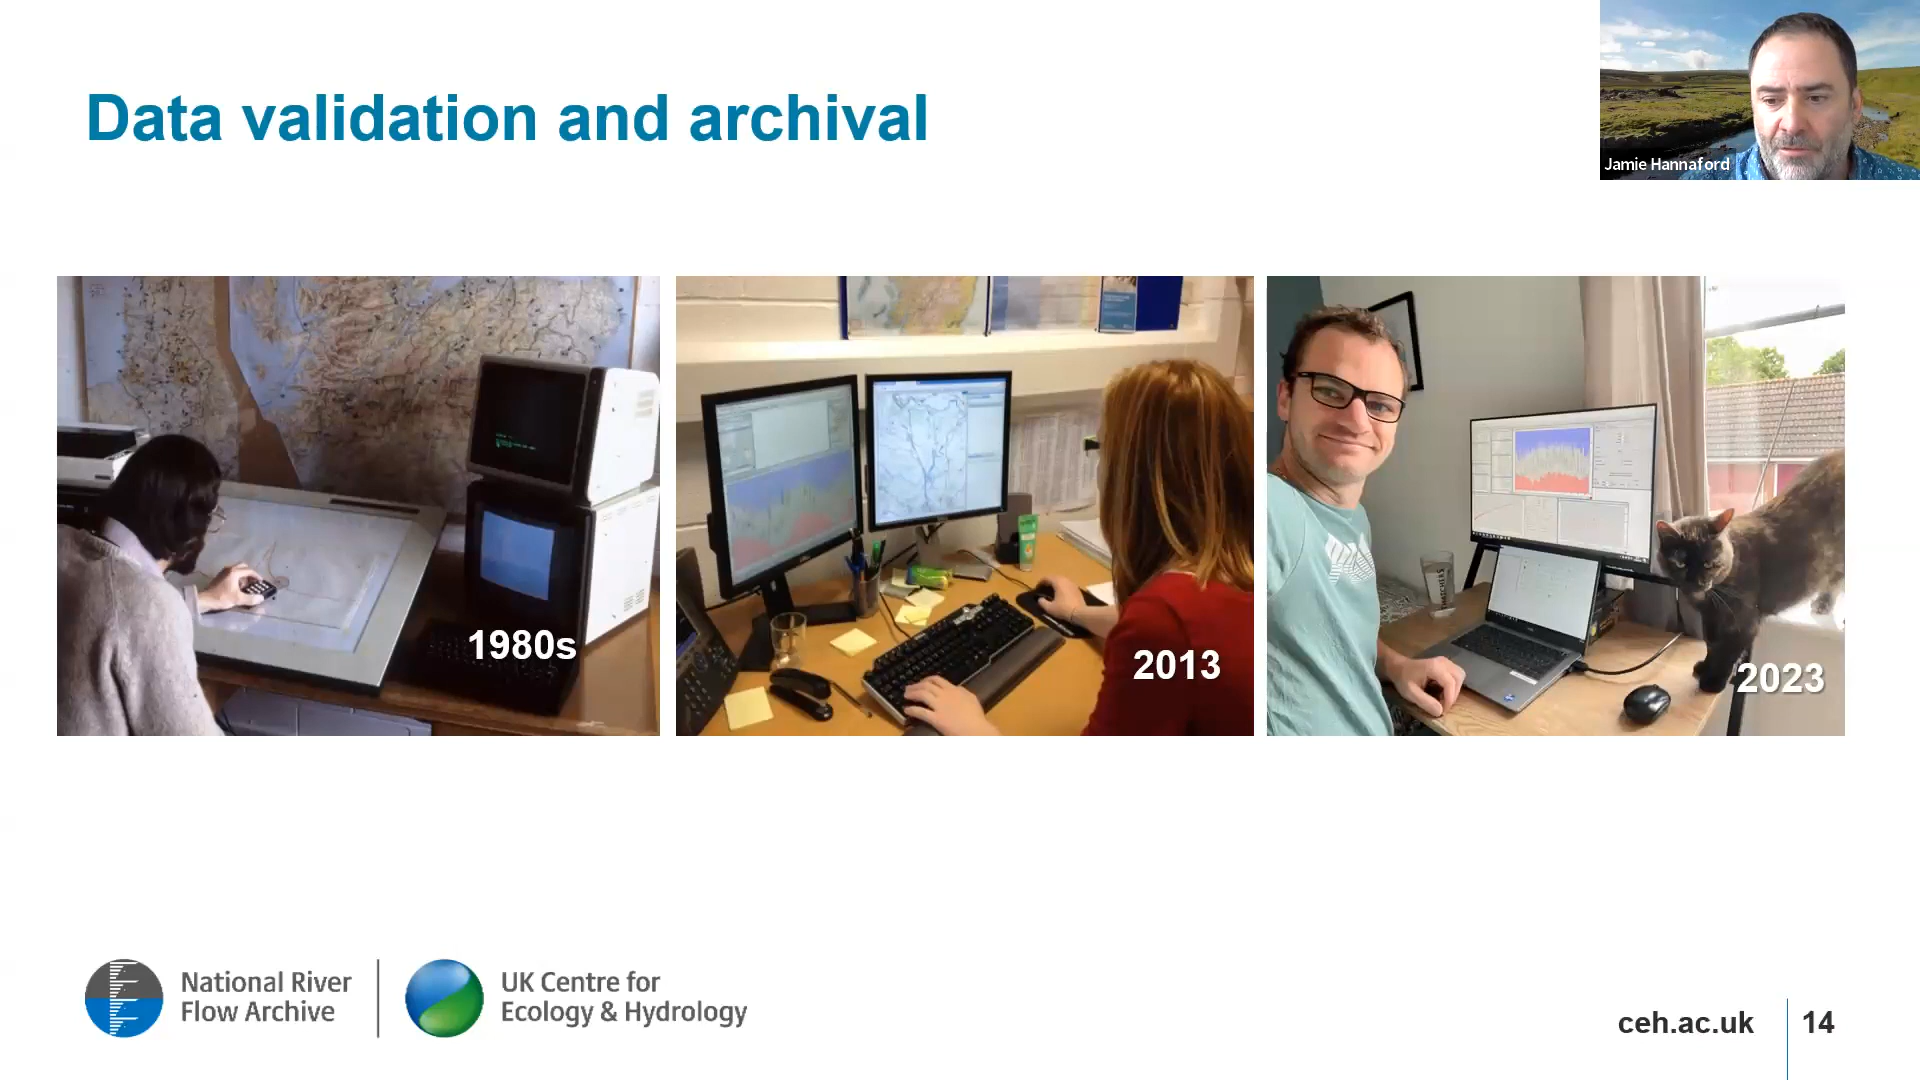 Data validation and archival
Jamie Hannaford
1980s
2013
2023
National River
Flow Archive
UK Centre for
Ecology & Hydrology
ceh.ac.uk
14